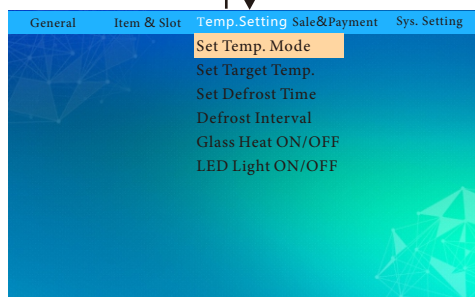 General Item & Slot Temp.Setting Sale&Payment Sys. Setting
Set Temp. Mode
Set Target Temp.
Set Defrost Time
Defrost Interval
Glass Heat ON/OFF
LED Light ON/OFF